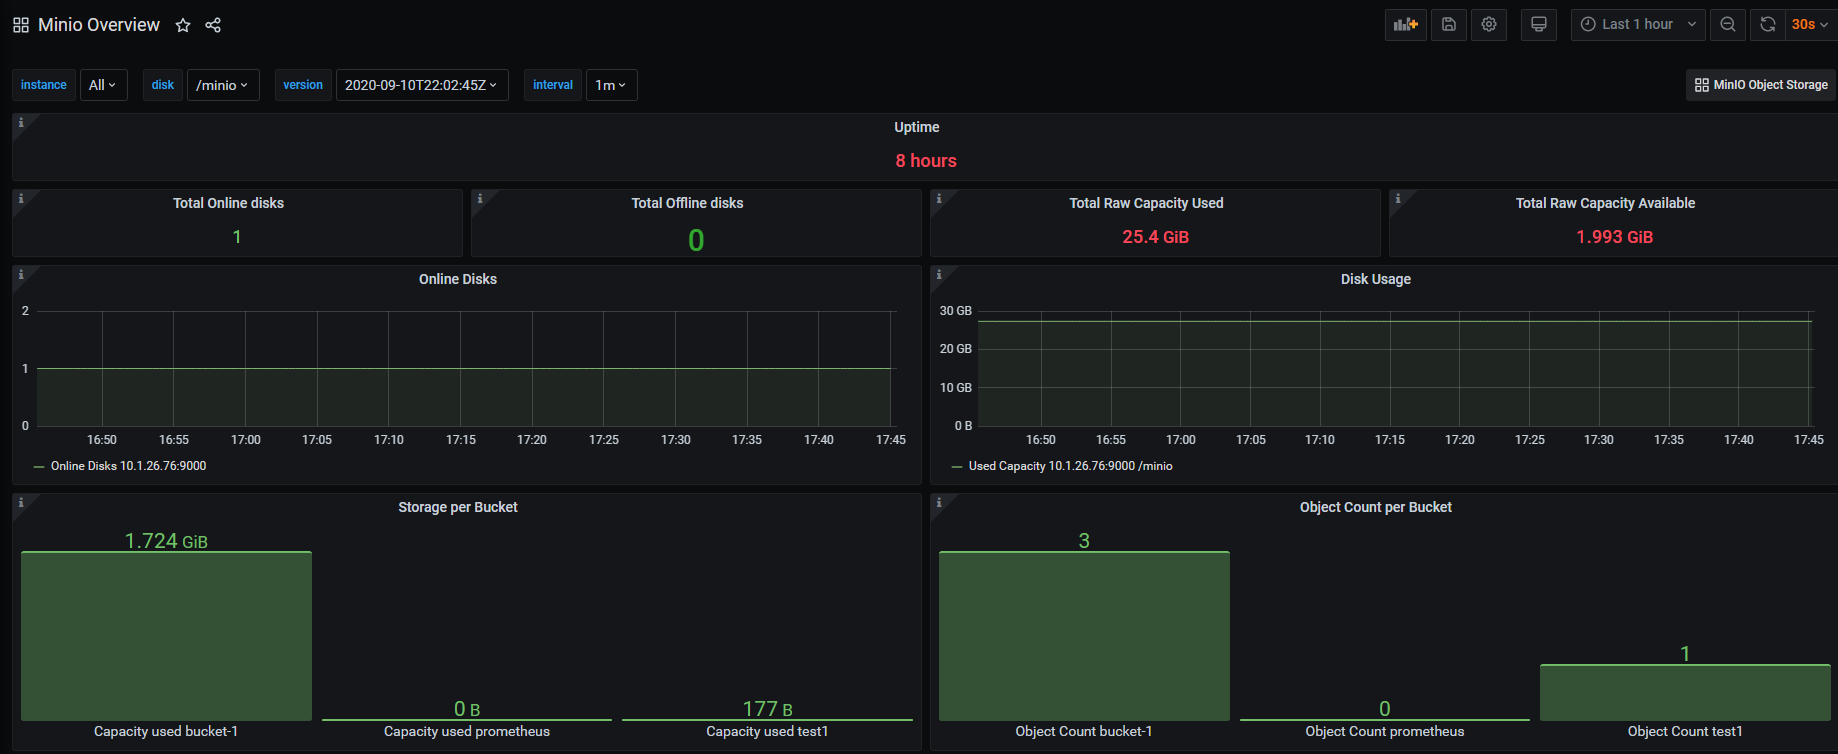 Minio Overview
Last 1 hour
30s
instance All disk /minio version 2020-09-10T22:02:45Z interval 1m
MinIO Object Storage
Uptime
8 hours
Total Online disks
1
Total Offline disks
0
Total Raw Capacity Used
25.4 GiB
Total Raw Capacity Available
1.993 GiB
Online Disks
2
1
0
16:50 16:55 17:00 17:05 17:10 17:15 17:20 17:25 17:30 17:35 17:40 17:45
Online Disks 10.1.26.76:9000
Disk Usage
30 GB
20 GB
10 GB
0 B
16:50 16:55 17:00 17:05 17:10 17:15 17:20 17:25 17:30 17:35 17:40 17:45
Used Capacity 10.1.26.76:9000 /minio
Storage per Bucket
1.724 GiB
0 B
177 B
Capacity used bucket-1 Capacity used prometheus Capacity used test1
Object Count per Bucket
3
0
1
Object Count bucket-1 Object Count prometheus Object Count test1